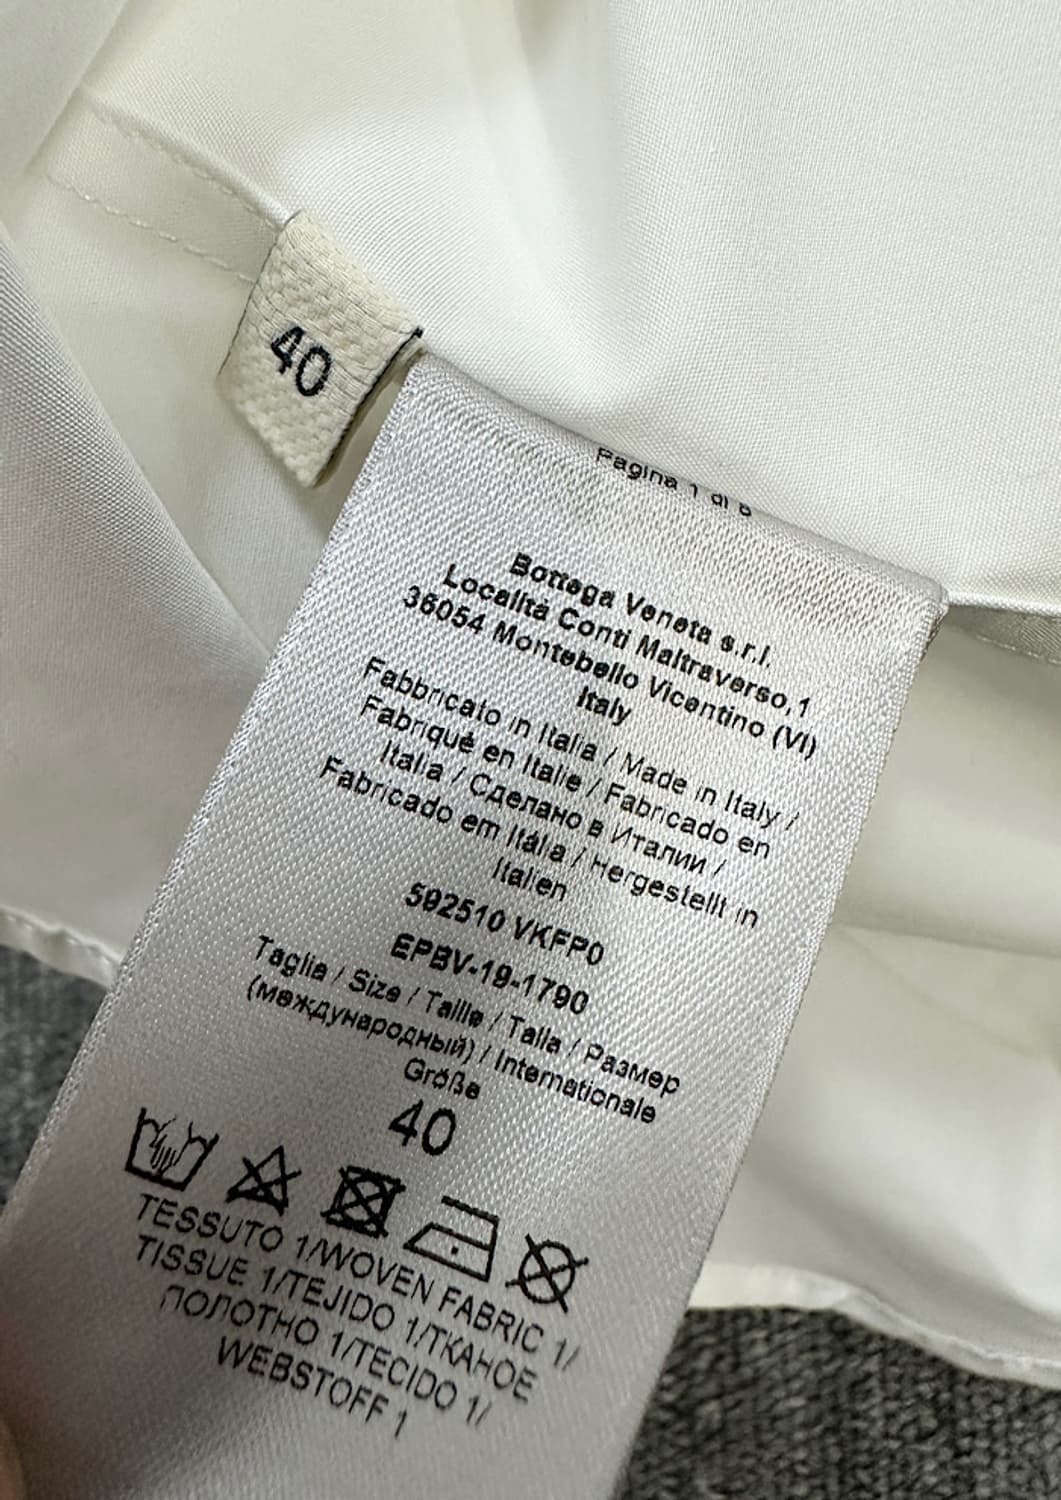 40
Pagina 1 di 6
Bottega Veneta s.r.l.
Località Conti Maltraverso,1
36054 Montebello Vicentino (VI)
Italy
Fabbricato in Italia / Made in Italy /
Fabriqué en Italie / Fabricado en
Italia / Сделано в Италии /
Fabricado em Itália / Hergestellt in
Italien
592510 VKFP0
EPBV-19-1790
Taglia / Size / Taille / Talla / Размер
(международный) / Internationale
Größe
40
TESSUTO 1/WOVEN FABRIC 1/
TISSUE 1/TEJIDO 1/ТКАНОЕ
ПОЛОТНО 1/TECIDO 1/
WEBSTOFF 1